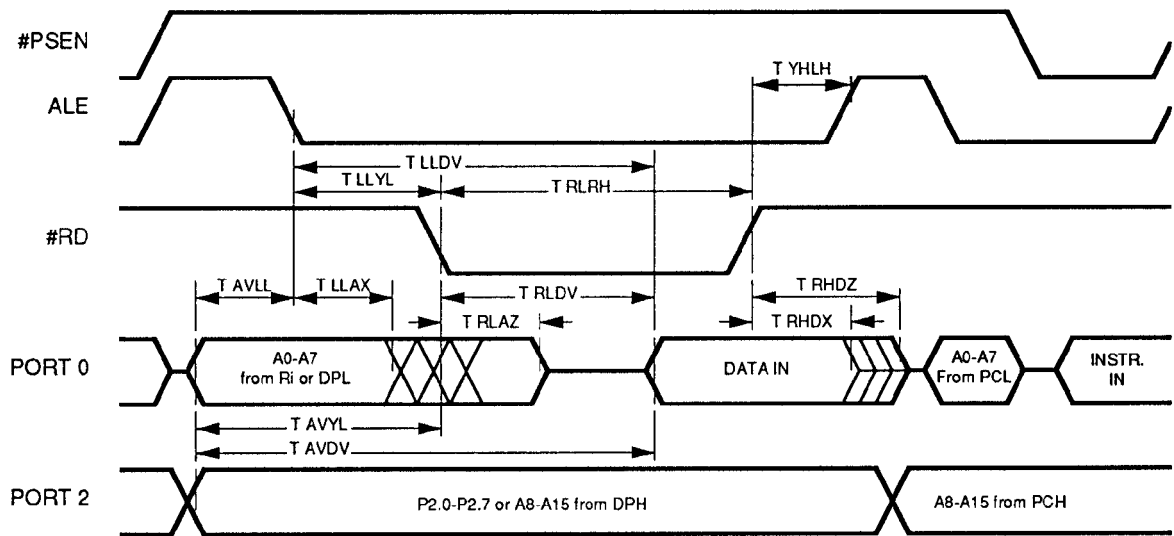 #PSEN
T YHLH
ALE
T LLDV
T LLYL
T RLRH
#RD
T AVLL
T LLAX
T RLDV
T RHDZ
T RLAZ
T RHDX
PORT 0
A0-A7
from Ri or DPL
DATA IN
A0-A7
From PCL
INSTR.
IN
T AVYL
T AVDV
PORT 2
P2.0-P2.7 or A8-A15 from DPH
A8-A15 from PCH